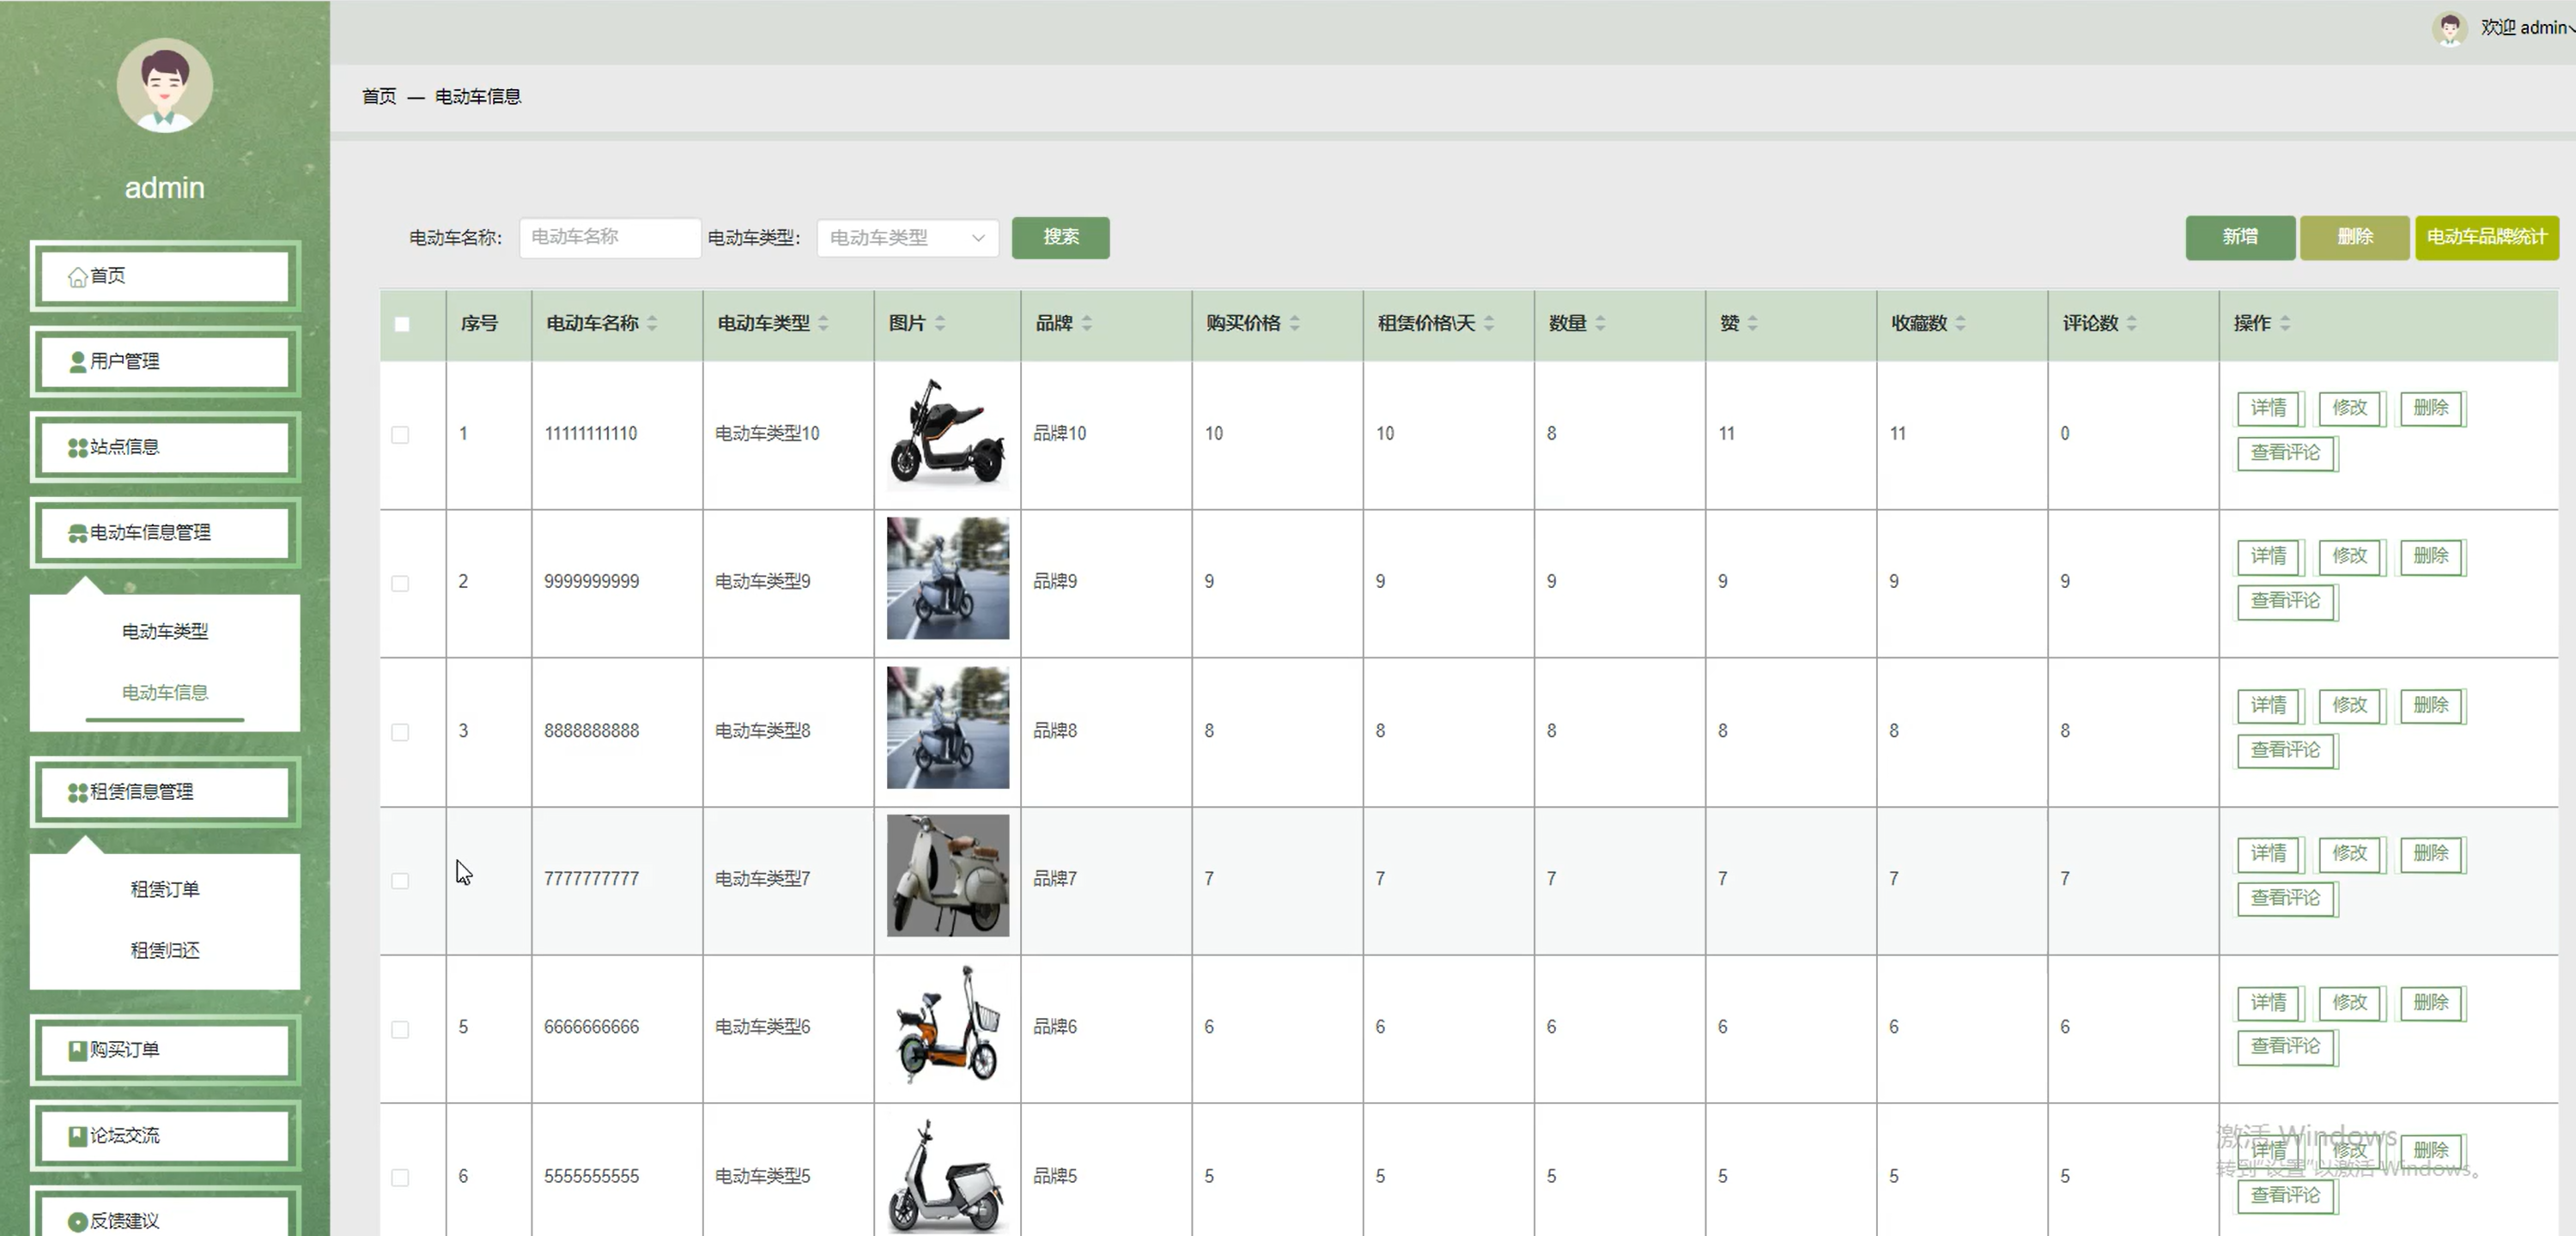 欢迎 admin
首页 — 电动车信息
admin
首页
用户管理
站点信息
电动车信息管理
电动车类型
电动车信息
租赁信息管理
租赁订单
租赁归还
购买订单
论坛交流
反馈建议
电动车名称: 电动车名称 电动车类型: 电动车类型 搜索 新增 删除 电动车品牌统计
序号 电动车名称 电动车类型 图片 品牌 购买价格 租赁价格\天 数量 赞 收藏数 评论数 操作
1 11111111110 电动车类型10 品牌10 10 10 8 11 11 0 详情 修改 删除
查看评论
2 9999999999 电动车类型9 品牌9 9 9 9 9 9 9 详情 修改 删除
查看评论
3 8888888888 电动车类型8 品牌8 8 8 8 8 8 8 详情 修改 删除
查看评论
7777777777 电动车类型7 品牌7 7 7 7 7 7 7 详情 修改 删除
查看评论
5 6666666666 电动车类型6 品牌6 6 6 6 6 6 6 详情 修改 删除
查看评论
6 5555555555 电动车类型5 品牌5 5 5 5 5 5 5 详情 修改 删除
查看评论
激活 Windows
转到"设置"以激活 Windows。